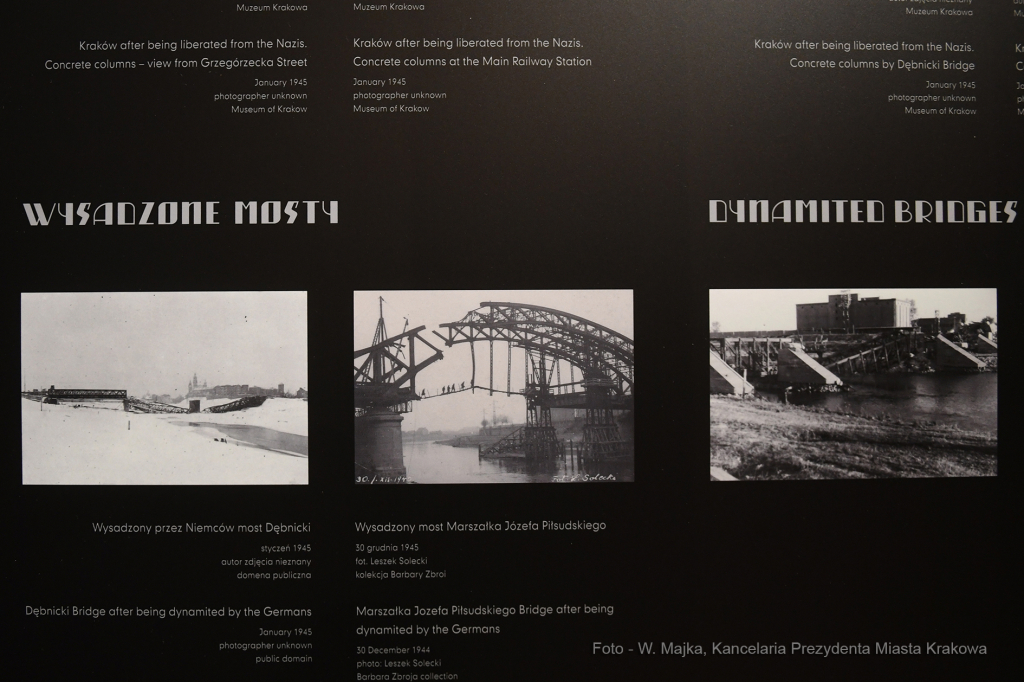 Muzeum Krakowa
Kraków after being liberated from the Nazis.
Concrete columns – view from Grzegórzecka Street
January 1945
photographer unknown
Museum of Krakow
Muzeum Krakowa
Kraków after being liberated from the Nazis.
Concrete columns at the Main Railway Station
January 1945
photographer unknown
Museum of Krakow
Muzeum Krakowa
Kraków after being liberated from the Nazis.
Concrete columns by Dębnicki Bridge
January 1945
photographer unknown
Museum of Krakow
WYSADZONE MOSTY
DYNAMITED BRIDGES
Wysadzony przez Niemców most Dębnicki
styczeń 1945
autor zdjęcia nieznany
domena publiczna
Dębnicki Bridge after being dynamited by the Germans
January 1945
photographer unknown
public domain
Wysadzony most Marszałka Józefa Piłsudskiego
30 grudnia 1945
fot. Leszek Solecki
kolekcja Barbary Zbroi
Marszałka Jozefa Piłsudskiego Bridge after being
dynamited by the Germans
30 December 1944
photo: Leszek Solecki
Barbara Zbroja collection
Foto - W. Majka, Kancelaria Prezydenta Miasta Krakowa